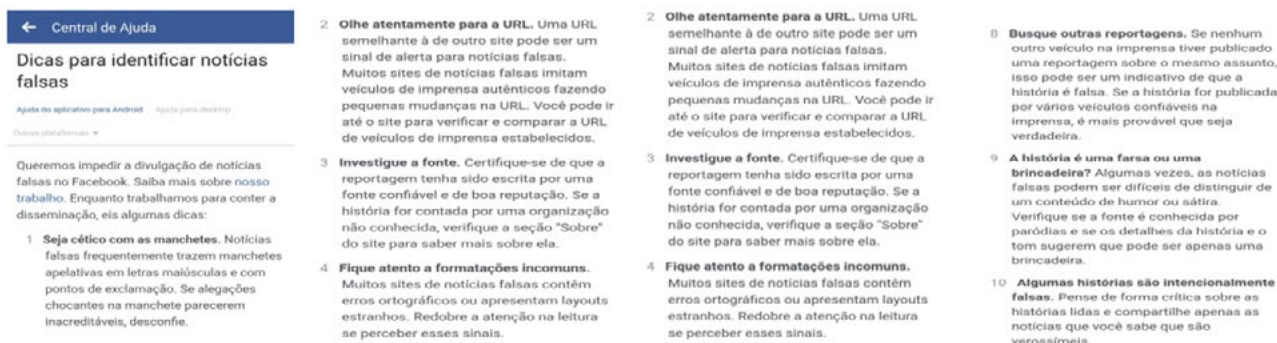 ← Central de Ajuda
Dicas para identificar notícias
falsas
Ajuda do aplicativo para Android Ajuda para desktop
Outras plataformas
Queremos impedir a divulgação de notícias
falsas no Facebook. Saiba mais sobre nosso
trabalho. Enquanto trabalhamos para conter a
disseminação, eis algumas dicas:
1 Seja cético com as manchetes. Notícias
falsas frequentemente trazem manchetes
apelativas em letras maiúsculas e com
pontos de exclamação. Se alegações
chocantes na manchete parecerem
inacreditáveis, desconfie.
2 Olhe atentamente para a URL. Uma URL
semelhante à de outro site pode ser um
sinal de alerta para notícias falsas.
Muitos sites de notícias falsas imitam
veículos de imprensa autênticos fazendo
pequenas mudanças na URL. Você pode ir
até o site para verificar e comparar a URL
de veículos de imprensa estabelecidos.
3 Investigue a fonte. Certifique-se de que a
reportagem tenha sido escrita por uma
fonte confiável e de boa reputação. Se a
história for contada por uma organização
não conhecida, verifique a seção "Sobre"
do site para saber mais sobre ela.
4 Fique atento a formatações incomuns.
Muitos sites de notícias falsas contêm
erros ortográficos ou apresentam layouts
estranhos. Redobre a atenção na leitura
se perceber esses sinais.
2 Olhe atentamente para a URL. Uma URL
semelhante à de outro site pode ser um
sinal de alerta para notícias falsas.
Muitos sites de notícias falsas imitam
veículos de imprensa autênticos fazendo
pequenas mudanças na URL. Você pode ir
até o site para verificar e comparar a URL
de veículos de imprensa estabelecidos.
3 Investigue a fonte. Certifique-se de que a
reportagem tenha sido escrita por uma
fonte confiável e de boa reputação. Se a
história for contada por uma organização
não conhecida, verifique a seção "Sobre"
do site para saber mais sobre ela.
4 Fique atento a formatações incomuns.
Muitos sites de notícias falsas contêm
erros ortográficos ou apresentam layouts
estranhos. Redobre a atenção na leitura
se perceber esses sinais.
8 Busque outras reportagens. Se nenhum
outro veículo na imprensa tiver publicado
uma reportagem sobre o mesmo assunto,
isso pode ser um indicativo de que a
história é falsa. Se a história for publicada
por vários veículos confiáveis na
imprensa, é mais provável que seja
verdadeira.
9 A história é uma farsa ou uma
brincadeira? Algumas vezes, as notícias
falsas podem ser difíceis de distinguir de
um conteúdo de humor ou sátira.
Verifique se a fonte é conhecida por
paródias e se os detalhes da história e o
tom sugerem que pode ser apenas uma
brincadeira.
10 Algumas histórias são intencionalmente
falsas. Pense de forma crítica sobre as
histórias lidas e compartilhe apenas as
notícias que você sabe que são
verossímeis.